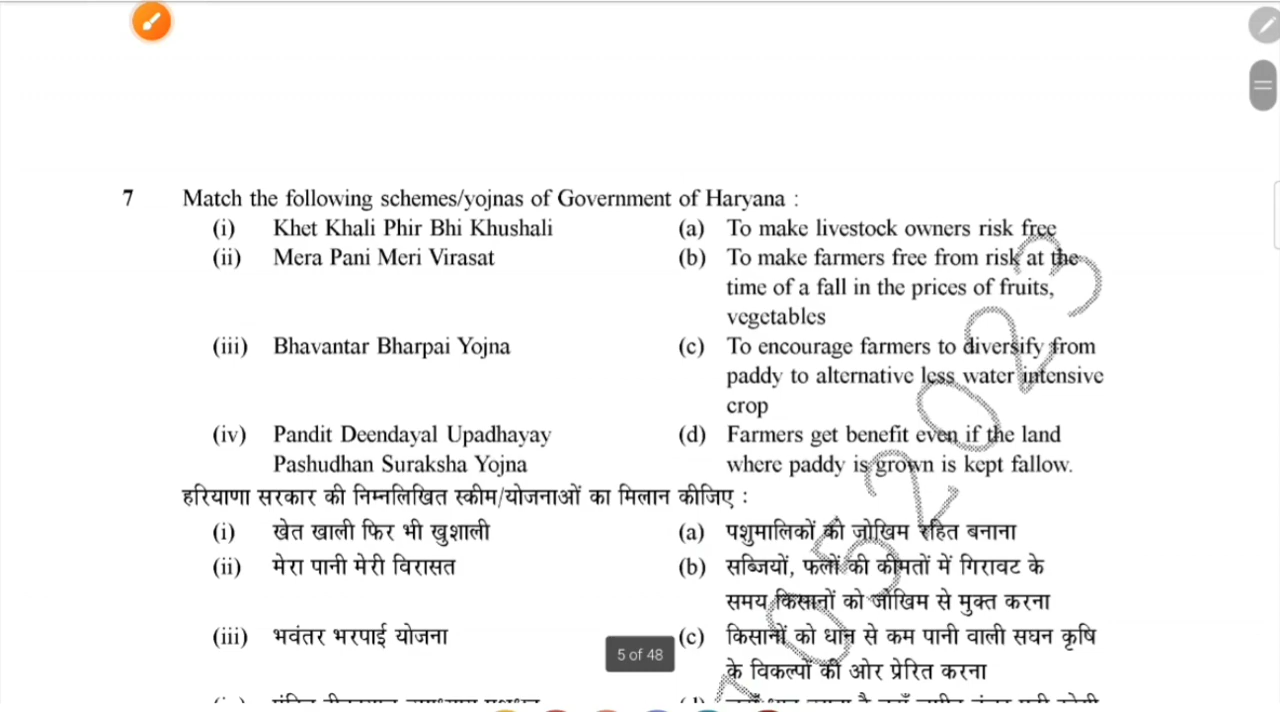 7 Match the following schemes/yojnas of Government of Haryana :
(i) Khet Khali Phir Bhi Khushali (a) To make livestock owners risk free
(ii) Mera Pani Meri Virasat (b) To make farmers free from risk at the
time of a fall in the prices of fruits,
vegetables
(iii) Bhavantar Bharpai Yojna (c) To encourage farmers to diversify from
paddy to alternative less water intensive
crop
(iv) Pandit Deendayal Upadhayay (d) Farmers get benefit even if the land
Pashudhan Suraksha Yojna where paddy is grown is kept fallow.
हरियाणा सरकार की निम्नलिखित स्कीम/योजनाओं का मिलान कीजिए :
(i) खेत खाली फिर भी खुशाली (a) पशुमालिकों को जोखिम रहित बनाना
(ii) मेरा पानी मेरी विरासत (b) सब्जियों, फलों की कीमतों में गिरावट के
समय किसानों को जोखिम से मुक्त करना
(iii) भवंतर भरपाई योजना (c) किसानों को धान से कम पानी वाली सघन कृषि
के विकल्पों की ओर प्रेरित करना
5 of 48